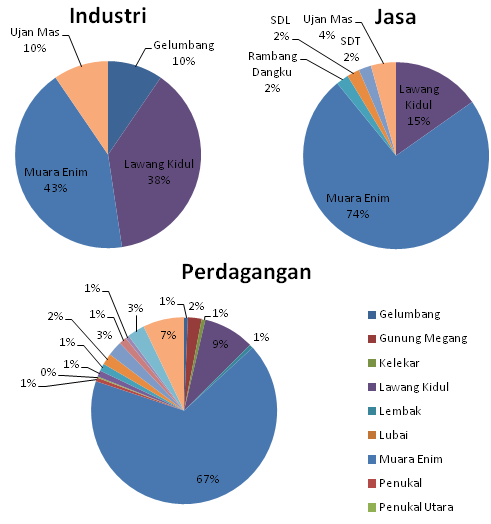 Industri
Ujan Mas
10%
Gelumbang
10%
Lawang Kidul
38%
Muara Enim
43%
Jasa
SDL
2%
Ujan Mas
4%
SDT
2%
Rambang
Dangku
2%
Lawang
Kidul
15%
Muara Enim
74%
Perdagangan
1%
3%
1%
3%
2%
1%
1%
0%
1%
7%
1%
2%
1%
9%
1%
67%
Gelumbang
Gunung Megang
Kelekar
Lawang Kidul
Lembak
Lubai
Muara Enim
Penukal
Penukal Utara